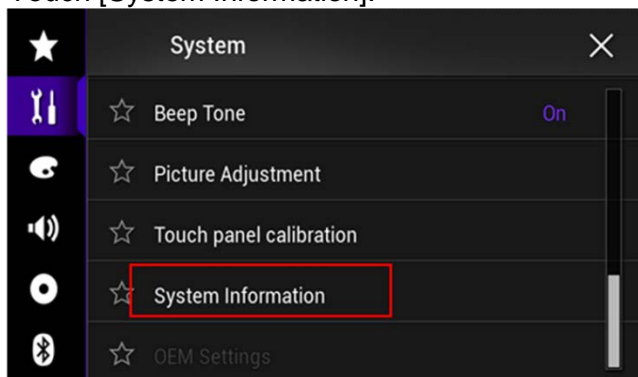 Touch [System Information].
System
Beep Tone On
Picture Adjustment
Touch panel calibration
System Information
OEM Settings